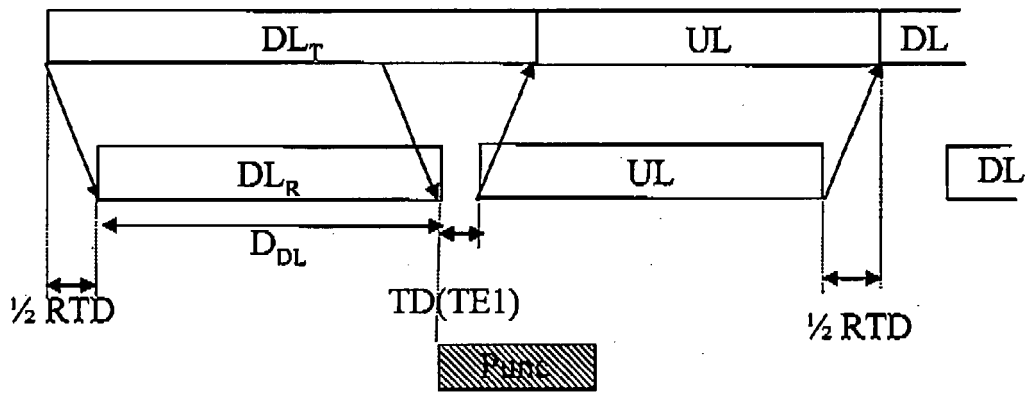 DL_T UL DL
DL_R UL DL
D_DL
½ RTD TD(TE1) ½ RTD
Punc